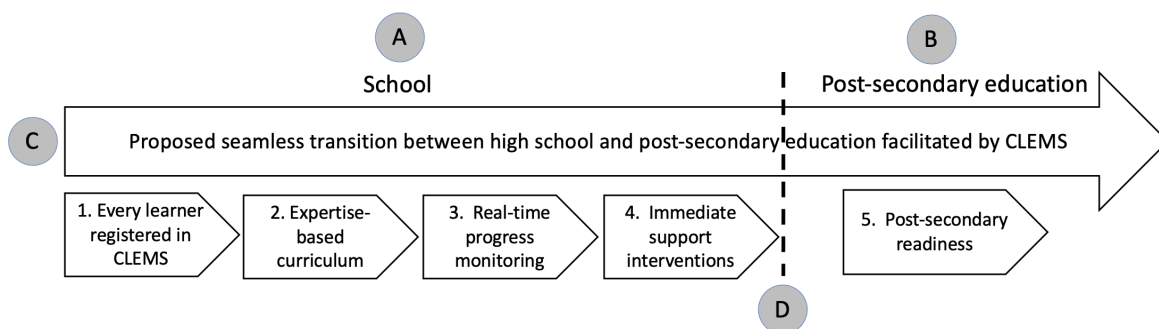 A
B
School
Post-secondary education
C
Proposed seamless transition between high school and post-secondary education facilitated by CLEMS
1. Every learner
registered in
CLEMS
2. Expertise-
based
curriculum
3. Real-time
progress
monitoring
4. Immediate
support
interventions
5. Post-secondary
readiness
D